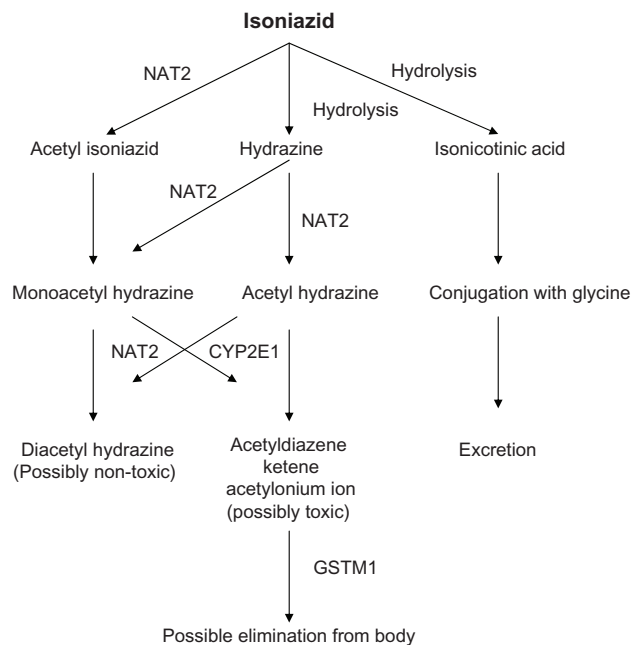 Isoniazid
NAT2
Hydrolysis
Hydrolysis
Acetyl isoniazid
Hydrazine
Isonicotinic acid
NAT2
NAT2
Monoacetyl hydrazine
Acetyl hydrazine
Conjugation with glycine
NAT2
CYP2E1
Diacetyl hydrazine
(Possibly non-toxic)
Acetyldiazene
ketene
acetylonium ion
(possibly toxic)
Excretion
GSTM1
Possible elimination from body